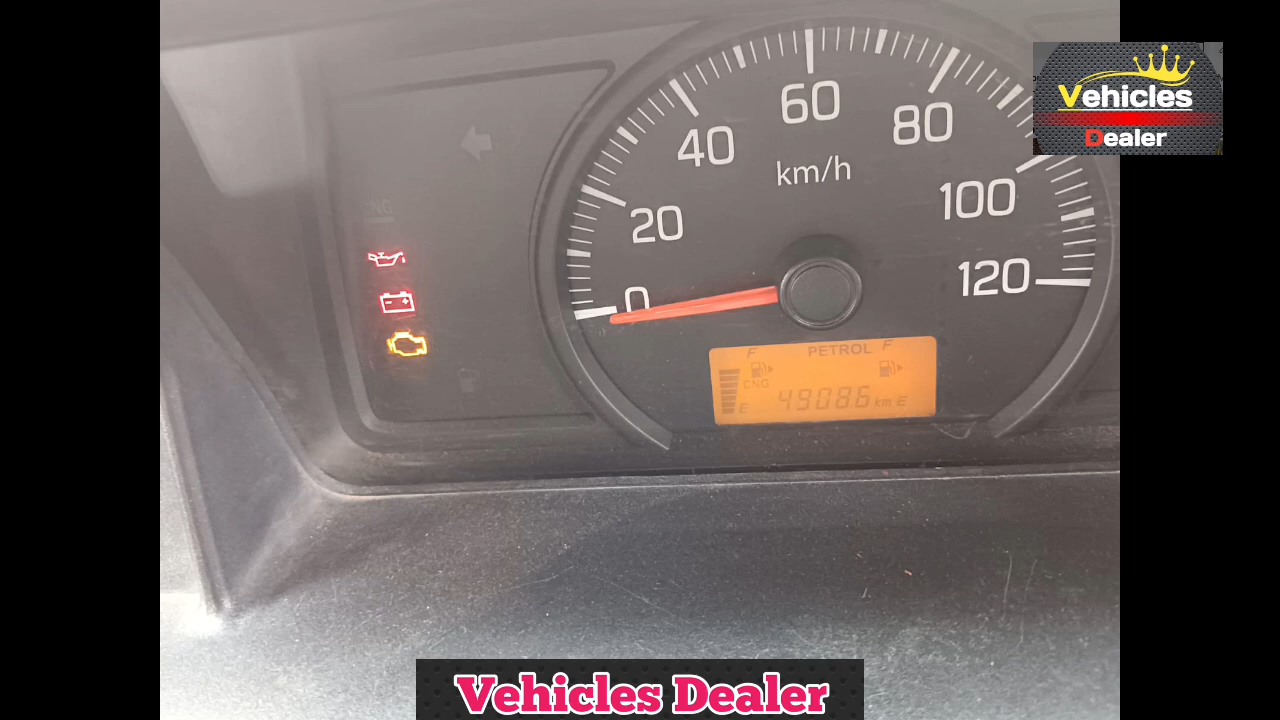 Vehicles
Dealer
60
40
80
km/h
100
CNG
20
120
0
F PETROL F
CNG
E 49086 km E
Vehicles Dealer